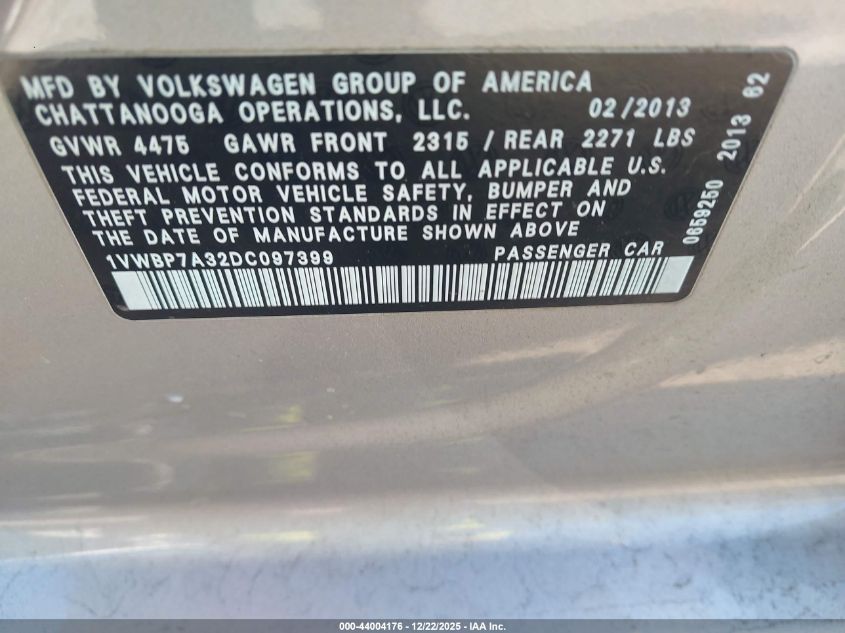 MFD BY VOLKSWAGEN GROUP OF AMERICA
CHATTANOOGA OPERATIONS, LLC. 02/2013
GVWR 4475 GAWR FRONT 2315 / REAR 2271 LBS
THIS VEHICLE CONFORMS TO ALL APPLICABLE U.S.
FEDERAL MOTOR VEHICLE SAFETY, BUMPER AND
THEFT PREVENTION STANDARDS IN EFFECT ON
THE DATE OF MANUFACTURE SHOWN ABOVE
1VWBP7A32DC097399 PASSENGER CAR
0659250 2013 62
000-44004176 - 12/22/2025 - IAA Inc.